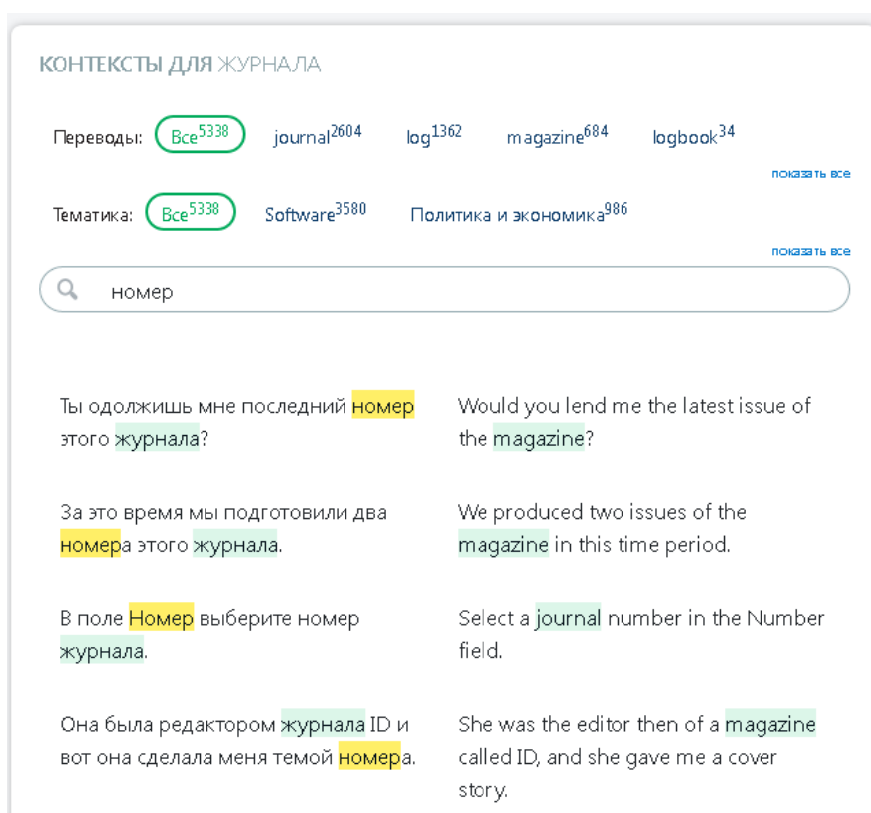 КОНТЕКСТЫ ДЛЯ ЖУРНАЛА
Переводы: Все5338 journal2604 log1362 magazine684 logbook34
показать все
Тематика: Все5338 Software3580 Политика и экономика986
показать все
номер
Ты одолжишь мне последний номер
этого журнала?
Would you lend me the latest issue of
the magazine?
За это время мы подготовили два
номера этого журнала.
We produced two issues of the
magazine in this time period.
В поле Номер выберите номер
журнала.
Select a journal number in the Number
field.
Она была редактором журнала ID и
вот она сделала меня темой номера.
She was the editor then of a magazine
called ID, and she gave me a cover
story.